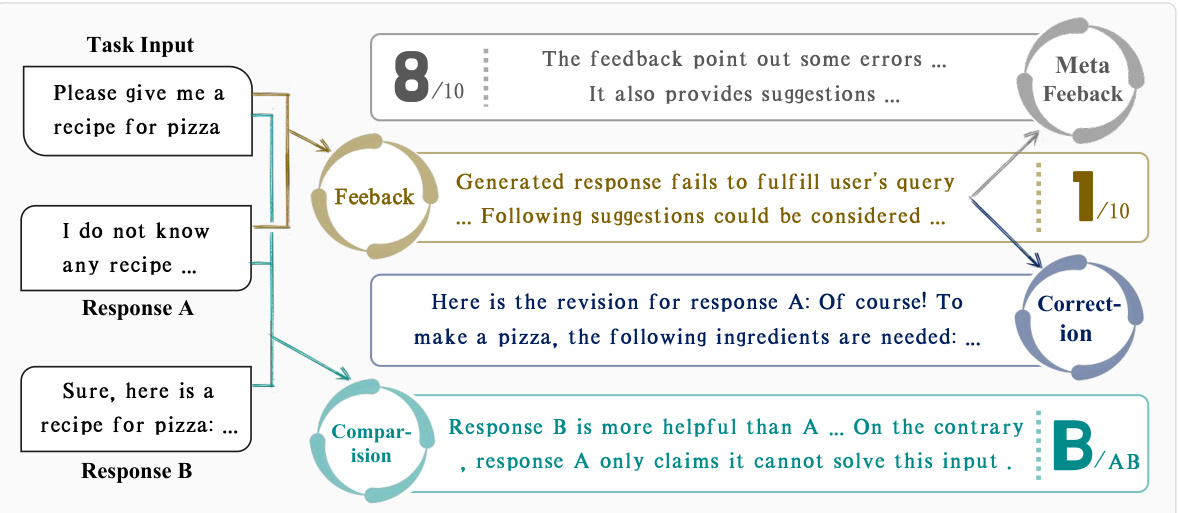 Task Input
Please give me a
recipe for pizza
I do not know
any recipe ...
Response A
Sure, here is a
recipe for pizza: ...
Response B
8/10
The feedback point out some errors ...
It also provides suggestions ...
Meta
Feeback
Feeback
Generated response fails to fulfill user's query
... Following suggestions could be considered ...
1/10
Here is the revision for response A: Of course! To
make a pizza, the following ingredients are needed: ...
Correct-
ion
Compar-
ision
Response B is more helpful than A ... On the contrary
, response A only claims it cannot solve this input .
B/AB